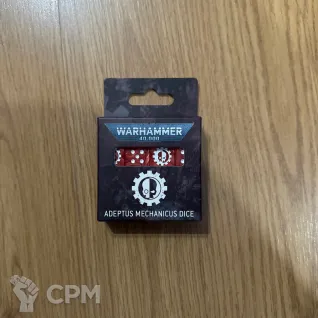 WARHAMMER
40,000
ADEPTUS MECHANICUS DICE
CPM